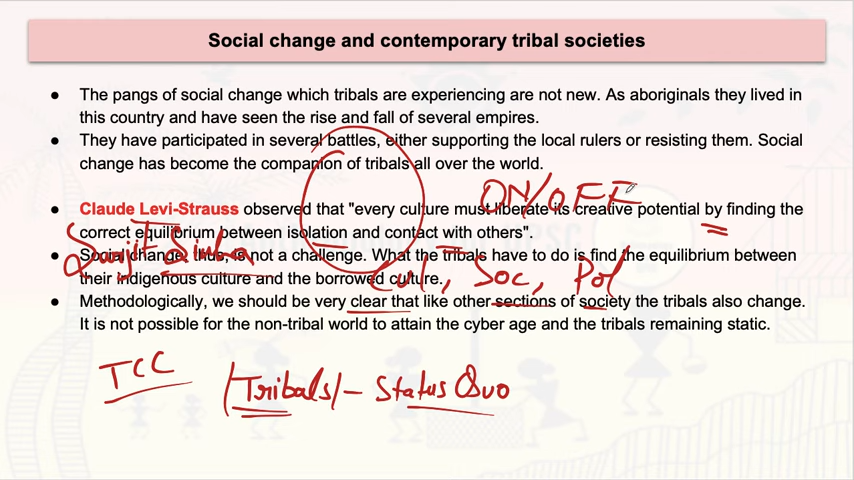 Social change and contemporary tribal societies
● The pangs of social change which tribals are experiencing are not new. As aboriginals they lived in
this country and have seen the rise and fall of several empires.
● They have participated in several battles, either supporting the local rulers or resisting them. Social
change has become the companion of tribals all over the world.
ON/OFF
● Claude Levi-Strauss observed that "every culture must liberate its creative potential by finding the
correct equilibrium between isolation and contact with others".
Surjit Sinha
● Social change, thus, is not a challenge. What the tribals have to do is find the equilibrium between
their indigenous culture and the borrowed culture.
Cul, Soc, Pol
● Methodologically, we should be very clear that like other sections of society the tribals also change.
It is not possible for the non-tribal world to attain the cyber age and the tribals remaining static.
TCC
(Tribals) - Status Quo